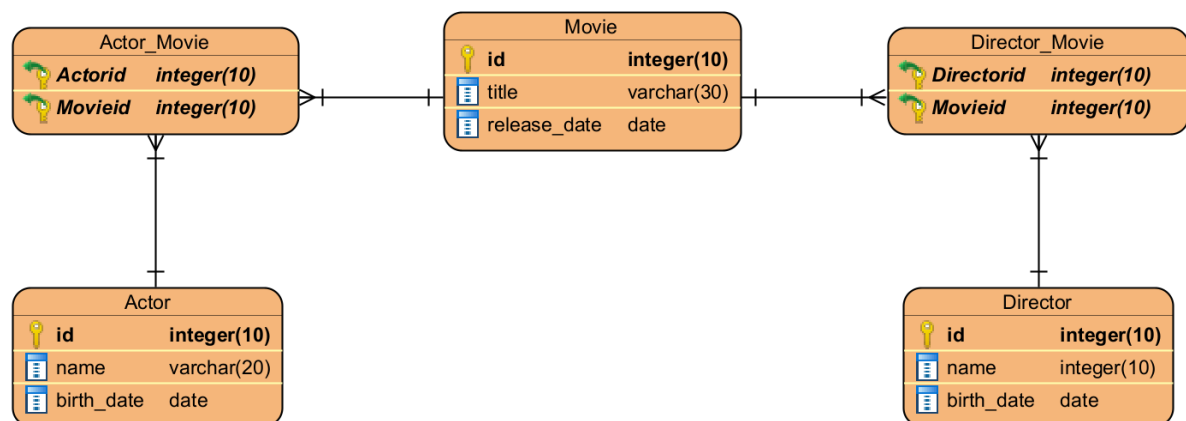 Actor_Movie
Actorid integer(10)
Movieid integer(10)
Movie
id integer(10)
title varchar(30)
release_date date
Director_Movie
Directorid integer(10)
Movieid integer(10)
Actor
id integer(10)
name varchar(20)
birth_date date
Director
id integer(10)
name integer(10)
birth_date date